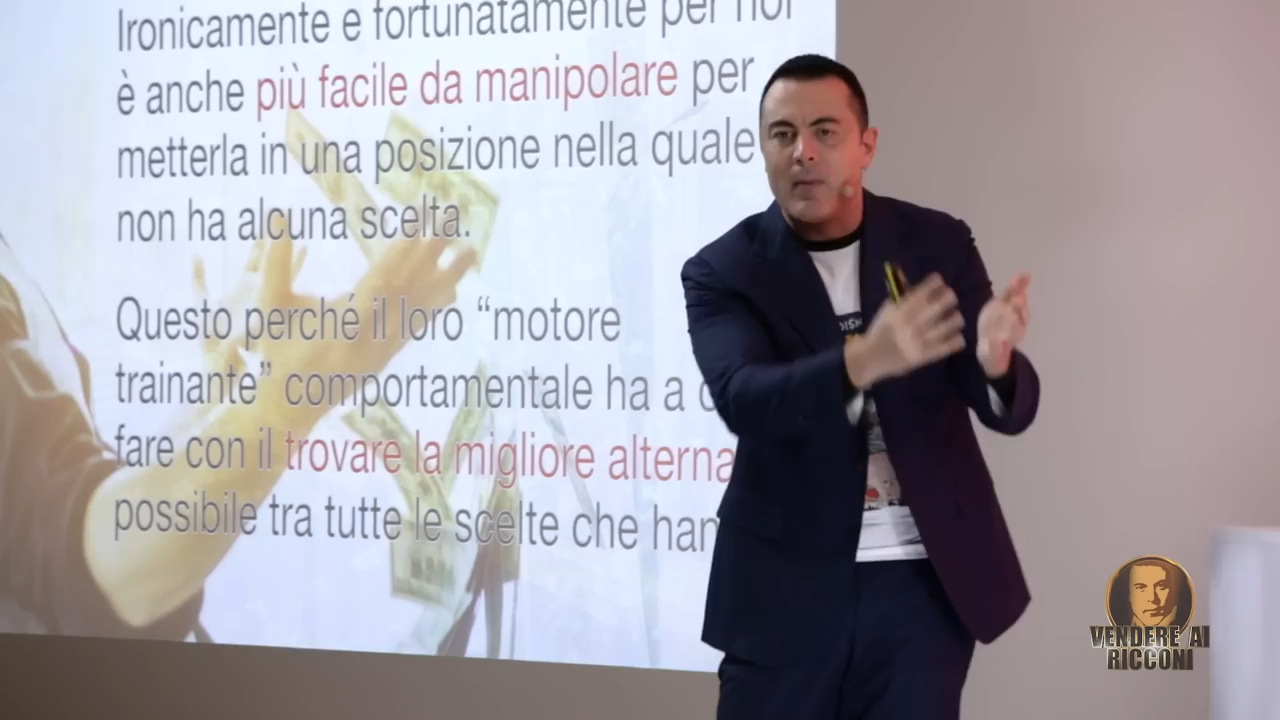 Ironicamente e fortunatamente per noi
è anche più facile da manipolare per
metterla in una posizione nella quale
non ha alcuna scelta.
Questo perché il loro “motore
trainante” comportamentale ha a
fare con il trovare la migliore alterna
possibile tra tutte le scelte che han
VENDERE AI
RICCONI